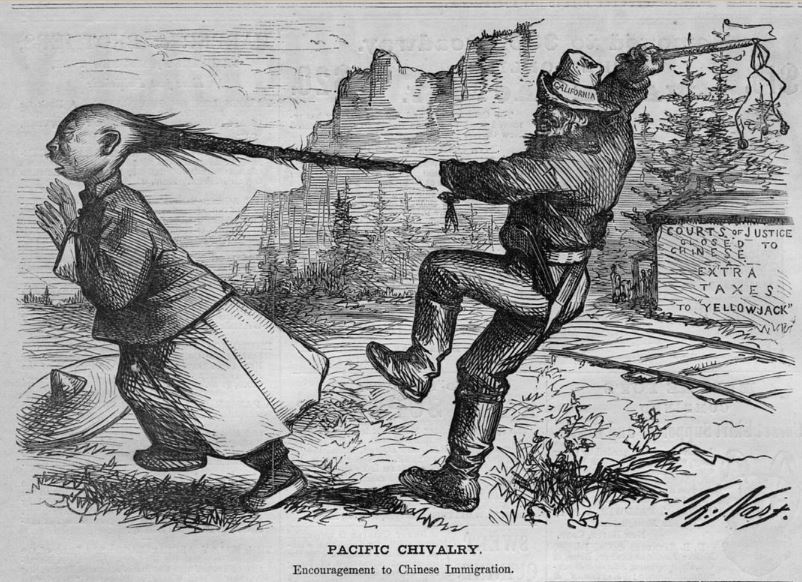 CALIFORNIA
COURTS OF JUSTICE
CLOSED TO
CHINESE
EXTRA
TAXES
TO "YELLOWJACK"
Th: Nast.
PACIFIC CHIVALRY.
Encouragement to Chinese Immigration.